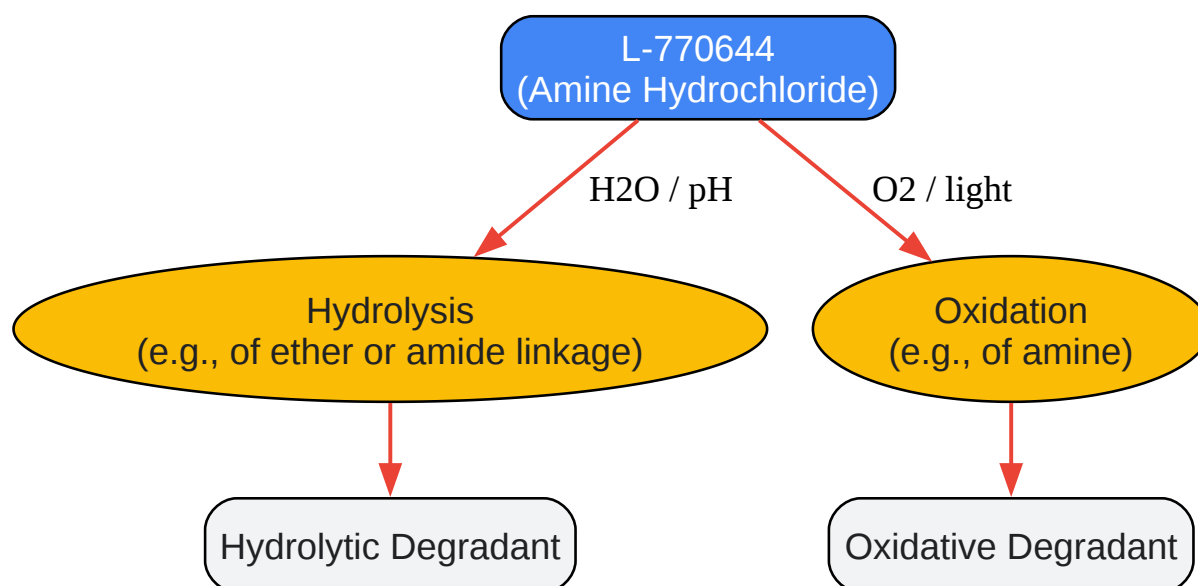 L-770644
(Amine Hydrochloride)
H2O / pH
O2 / light
Hydrolysis
(e.g., of ether or amide linkage)
Oxidation
(e.g., of amine)
Hydrolytic Degradant
Oxidative Degradant